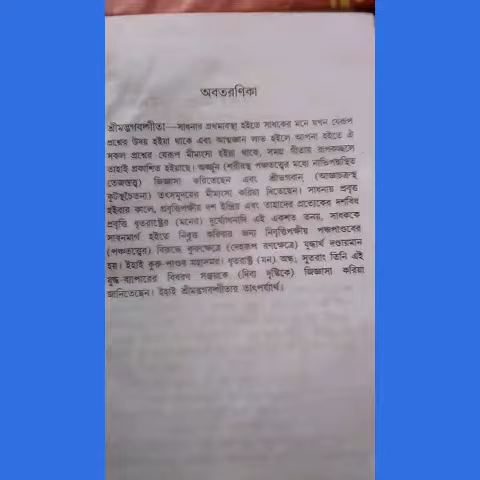 অবতরণিকা
শ্রীমদ্ভগবদ্গীতা—সাধনার প্রথমাবস্থা হইতে সাধকের মনে যখন যেরূপ
প্রশ্নের উদয় হইয়া থাকে এবং আত্মজ্ঞান লাভ হইলে আপনা হইতে ঐ
সকল প্রশ্নের যেরূপ মীমাংসা হইয়া থাকে, সমগ্র গীতায় রূপকচ্ছলে
তাহাই প্রকাশিত হইয়াছে। অর্জ্জুন (শরীরস্থ পঞ্চতত্ত্বের মধ্যে নাভিপদ্মস্থিত
তেজস্তত্ত্ব) জিজ্ঞাসা করিতেছেন এবং শ্রীভগবান্ (আজ্ঞাচক্রস্থ
কূটস্থচৈতন্য) তৎসমূদয়ের মীমাংসা করিয়া দিতেছেন। সাধনায় প্রবৃত্ত
হইবার কালে, প্রবৃত্তিপক্ষীয় দশ ইন্দ্রিয় এবং তাহাদের প্রত্যেকের দশবিধ
প্রবৃত্তি ধৃতরাষ্ট্রের (মনের) দুর্য্যোধনাদি এই একশত তনয়, সাধককে
সাধনমার্গ হইতে নিবৃত্ত করিবার জন্য নিবৃত্তিপক্ষীয় পঞ্চপাণ্ডবের
(পঞ্চতত্ত্বের) বিরুদ্ধে কুরুক্ষেত্রে (দেহরূপ রণক্ষেত্রে) যুদ্ধার্থ দণ্ডায়মান
হয়। ইহাই কুরু-পাণ্ডব মহাসমর। ধৃতরাষ্ট্র (মন) অন্ধ; সুতরাং তিনি এই
যুদ্ধ-ব্যাপারের বিবরণ সঞ্জয়কে (দিব্য দৃষ্টিকে) জিজ্ঞাসা করিয়া
জানিতেছেন। ইহাই শ্রীমদ্ভগবদ্গীতার তাৎপর্য্যার্থ।